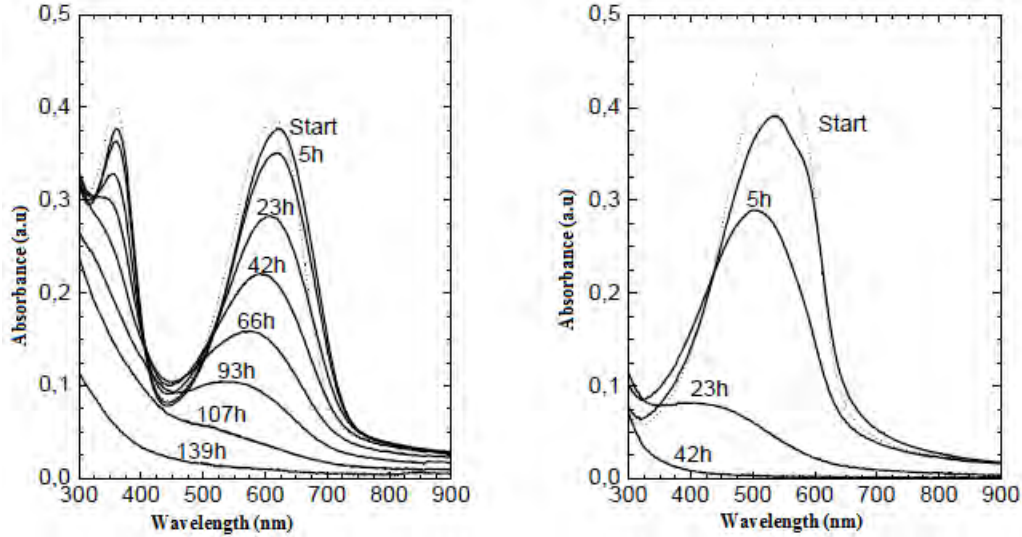 0,5
0,4
0,3
0,2
0,1
0,0
Absorbance (a.u)
Start
5h
23h
42h
66h
93h
107h
139h
300 400 500 600 700 800 900
Wavelength (nm)
0,5
0,4
0,3
0,2
0,1
0,0
Absorbance (a.u)
Start
5h
23h
42h
300 400 500 600 700 800 900
Wavelength (nm)